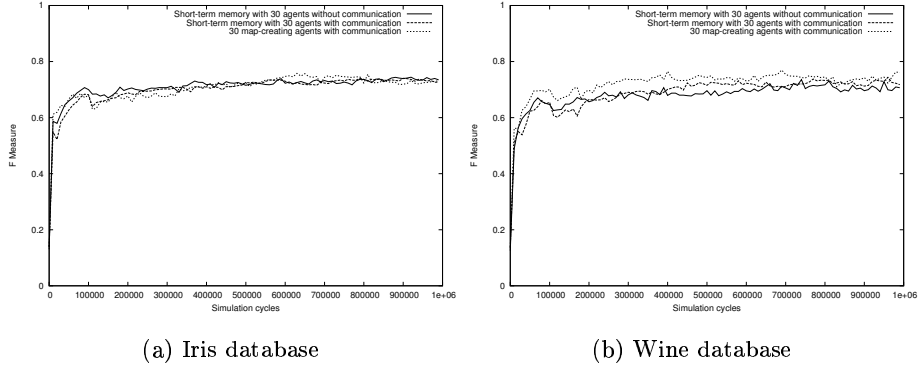 Short-term memory with 30 agents without communication
Short-term memory with 30 agents with communication
30 map-creating agents with communication
F Measure
1
0.8
0.6
0.4
0.2
0
0 100000 200000 300000 400000 500000 600000 700000 800000 900000 1e+06
Simulation cycles
(a) Iris database
Short-term memory with 30 agents without communication
Short-term memory with 30 agents with communication
30 map-creating agents with communication
F Measure
1
0.8
0.6
0.4
0.2
0
0 100000 200000 300000 400000 500000 600000 700000 800000 900000 1e+06
Simulation cycles
(b) Wine database